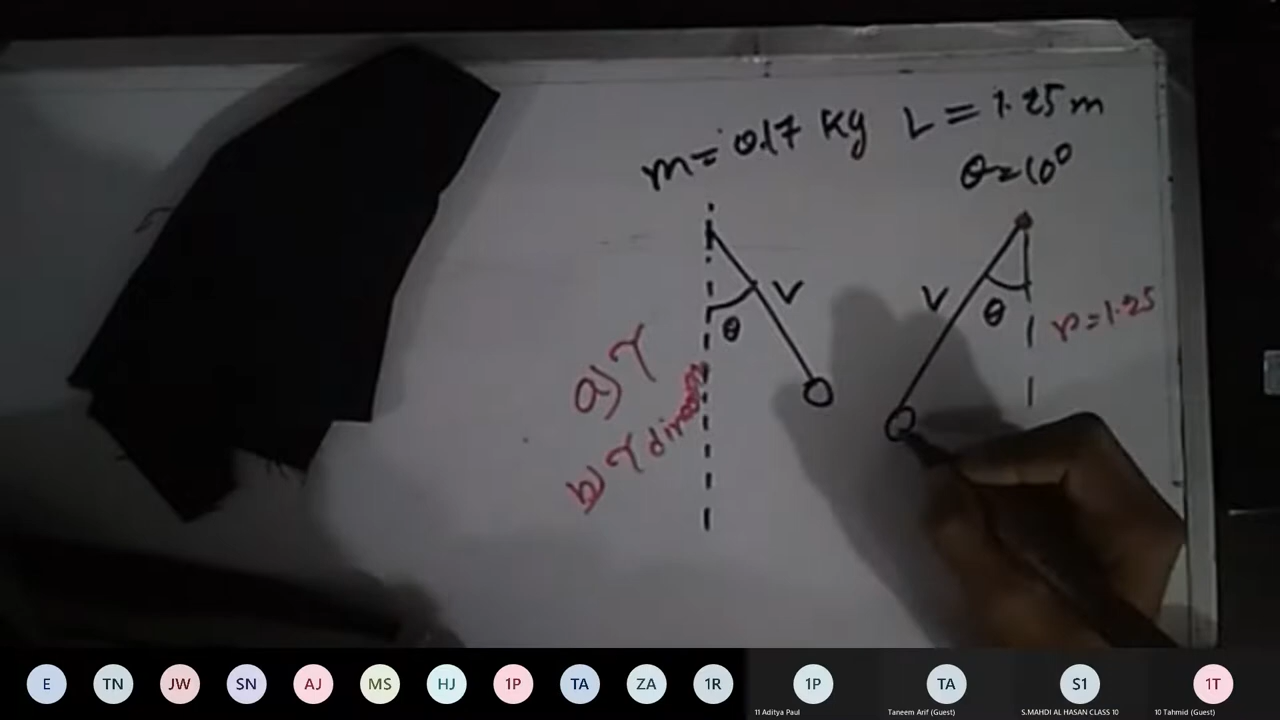 m = 0.17 Kg L = 1.25 m
θ = 10°
θ
V
V
θ
r = 1.25
a) τ
b) τ direction
E
TN
JW
SN
AJ
MS
HJ
1P
TA
ZA
1R
1P
TA
S1
1T
11 Aditya Paul
Taneem Arif (Guest)
S.MAHDI AL HASAN CLASS 10
10 Tahmid (Guest)